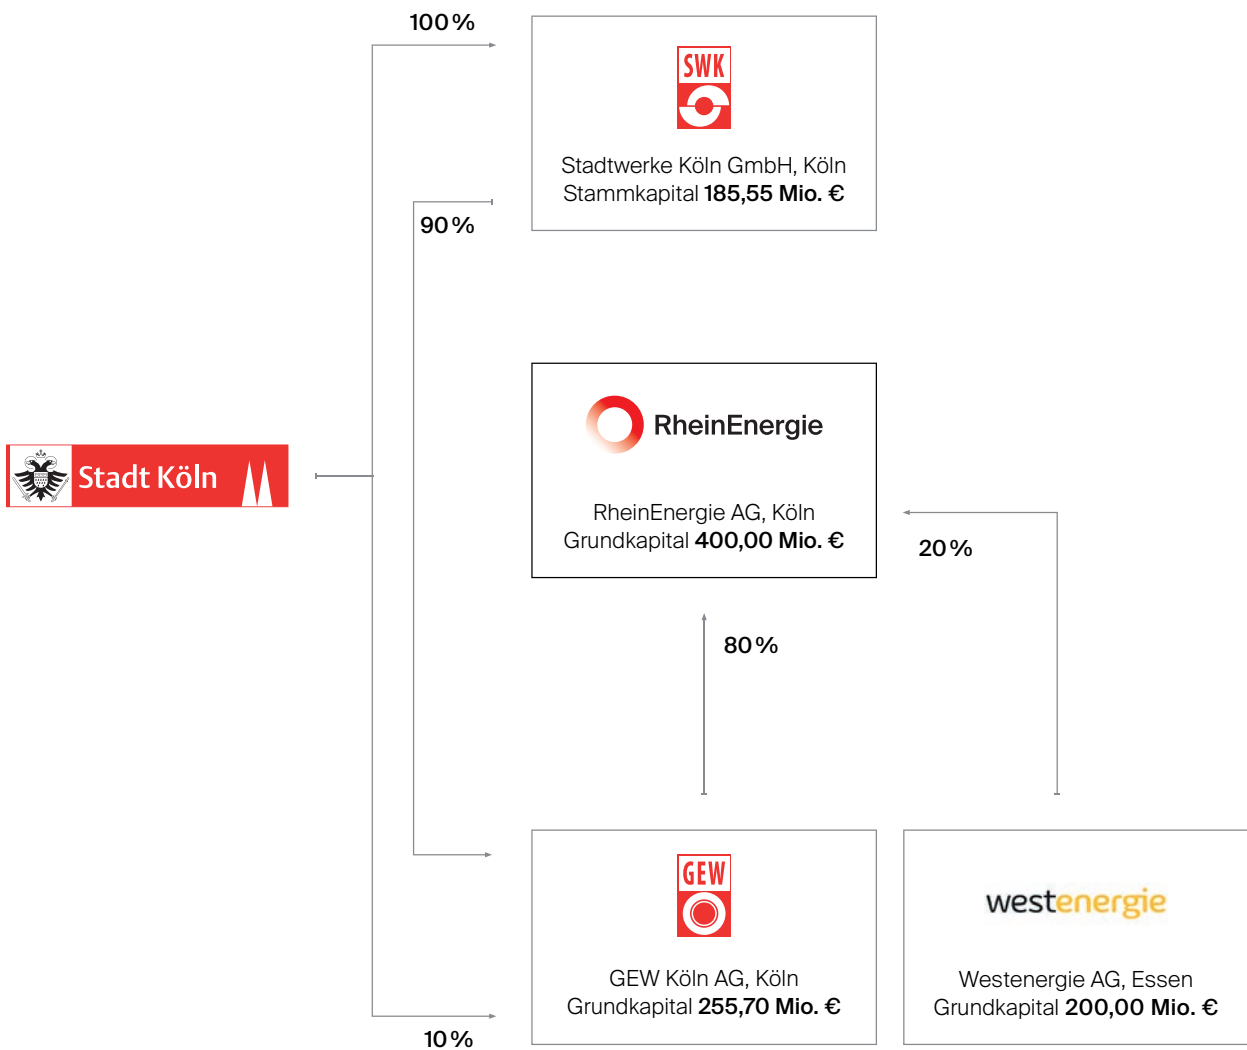 100 %
SWK
Stadtwerke Köln GmbH, Köln
Stammkapital 185,55 Mio. €
90 %
RheinEnergie
Stadt Köln
RheinEnergie AG, Köln
Grundkapital 400,00 Mio. €
20 %
80 %
GEW
westenergie
GEW Köln AG, Köln
Grundkapital 255,70 Mio. €
Westenergie AG, Essen
Grundkapital 200,00 Mio. €
10 %